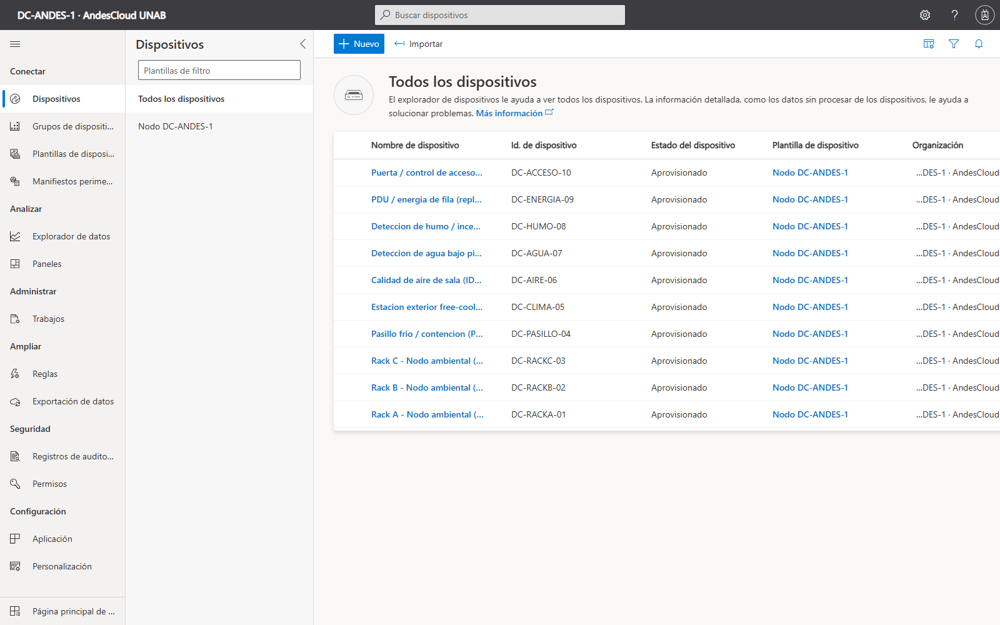 DC-ANDES-1 · AndesCloud UNAB
Buscar dispositivos
Conectar
Dispositivos
Grupos de dispositi...
Plantillas de disposi...
Manifiestos perime...
Analizar
Explorador de datos
Paneles
Administrar
Trabajos
Ampliar
Reglas
Exportación de datos
Seguridad
Registros de audito...
Permisos
Configuración
Aplicación
Personalización
Página principal de ...
Dispositivos
Plantillas de filtro
Todos los dispositivos
Nodo DC-ANDES-1
Nuevo Importar
Todos los dispositivos
El explorador de dispositivos le ayuda a ver todos los dispositivos. La información detallada, como los datos sin procesar de los dispositivos, le ayuda a
solucionar problemas. Más información
Nombre de dispositivo Id. de dispositivo Estado del dispositivo Plantilla de dispositivo Organización
Puerta / control de acceso... DC-ACCESO-10 Aprovisionado Nodo DC-ANDES-1 ...DES-1 · AndesCloud
PDU / energia de fila (repl... DC-ENERGIA-09 Aprovisionado Nodo DC-ANDES-1 ...DES-1 · AndesCloud
Deteccion de humo / ince... DC-HUMO-08 Aprovisionado Nodo DC-ANDES-1 ...DES-1 · AndesCloud
Deteccion de agua bajo pi... DC-AGUA-07 Aprovisionado Nodo DC-ANDES-1 ...DES-1 · AndesCloud
Calidad de aire de sala (ID... DC-AIRE-06 Aprovisionado Nodo DC-ANDES-1 ...DES-1 · AndesCloud
Estacion exterior free-cool... DC-CLIMA-05 Aprovisionado Nodo DC-ANDES-1 ...DES-1 · AndesCloud
Pasillo frio / contencion (P... DC-PASILLO-04 Aprovisionado Nodo DC-ANDES-1 ...DES-1 · AndesCloud
Rack C - Nodo ambiental (... DC-RACKC-03 Aprovisionado Nodo DC-ANDES-1 ...DES-1 · AndesCloud
Rack B - Nodo ambiental (... DC-RACKB-02 Aprovisionado Nodo DC-ANDES-1 ...DES-1 · AndesCloud
Rack A - Nodo ambiental (... DC-RACKA-01 Aprovisionado Nodo DC-ANDES-1 ...DES-1 · AndesCloud